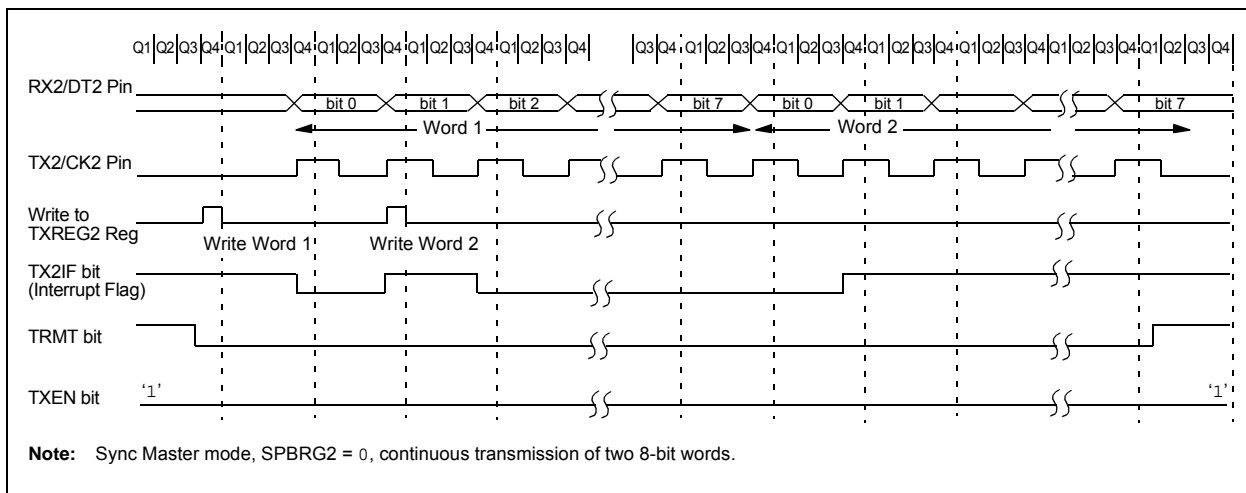 Q1 Q2 Q3 Q4 Q1 Q2 Q3 Q4 Q1 Q2 Q3 Q4 Q1 Q2 Q3 Q4 Q1 Q2 Q3 Q4 Q3 Q4 Q1 Q2 Q3 Q4 Q1 Q2 Q3 Q4 Q1 Q2 Q3 Q4 Q1 Q2 Q3 Q4 Q1 Q2 Q3 Q4 Q1 Q2 Q3 Q4
RX2/DT2 Pin
bit 0 bit 1 bit 2 bit 7 bit 0 bit 1 bit 7
Word 1 Word 2
TX2/CK2 Pin
Write to
TXREG2 Reg
Write Word 1 Write Word 2
TX2IF bit
(Interrupt Flag)
TRMT bit
TXEN bit '1' '1'
Note: Sync Master mode, SPBRG2 = 0, continuous transmission of two 8-bit words.